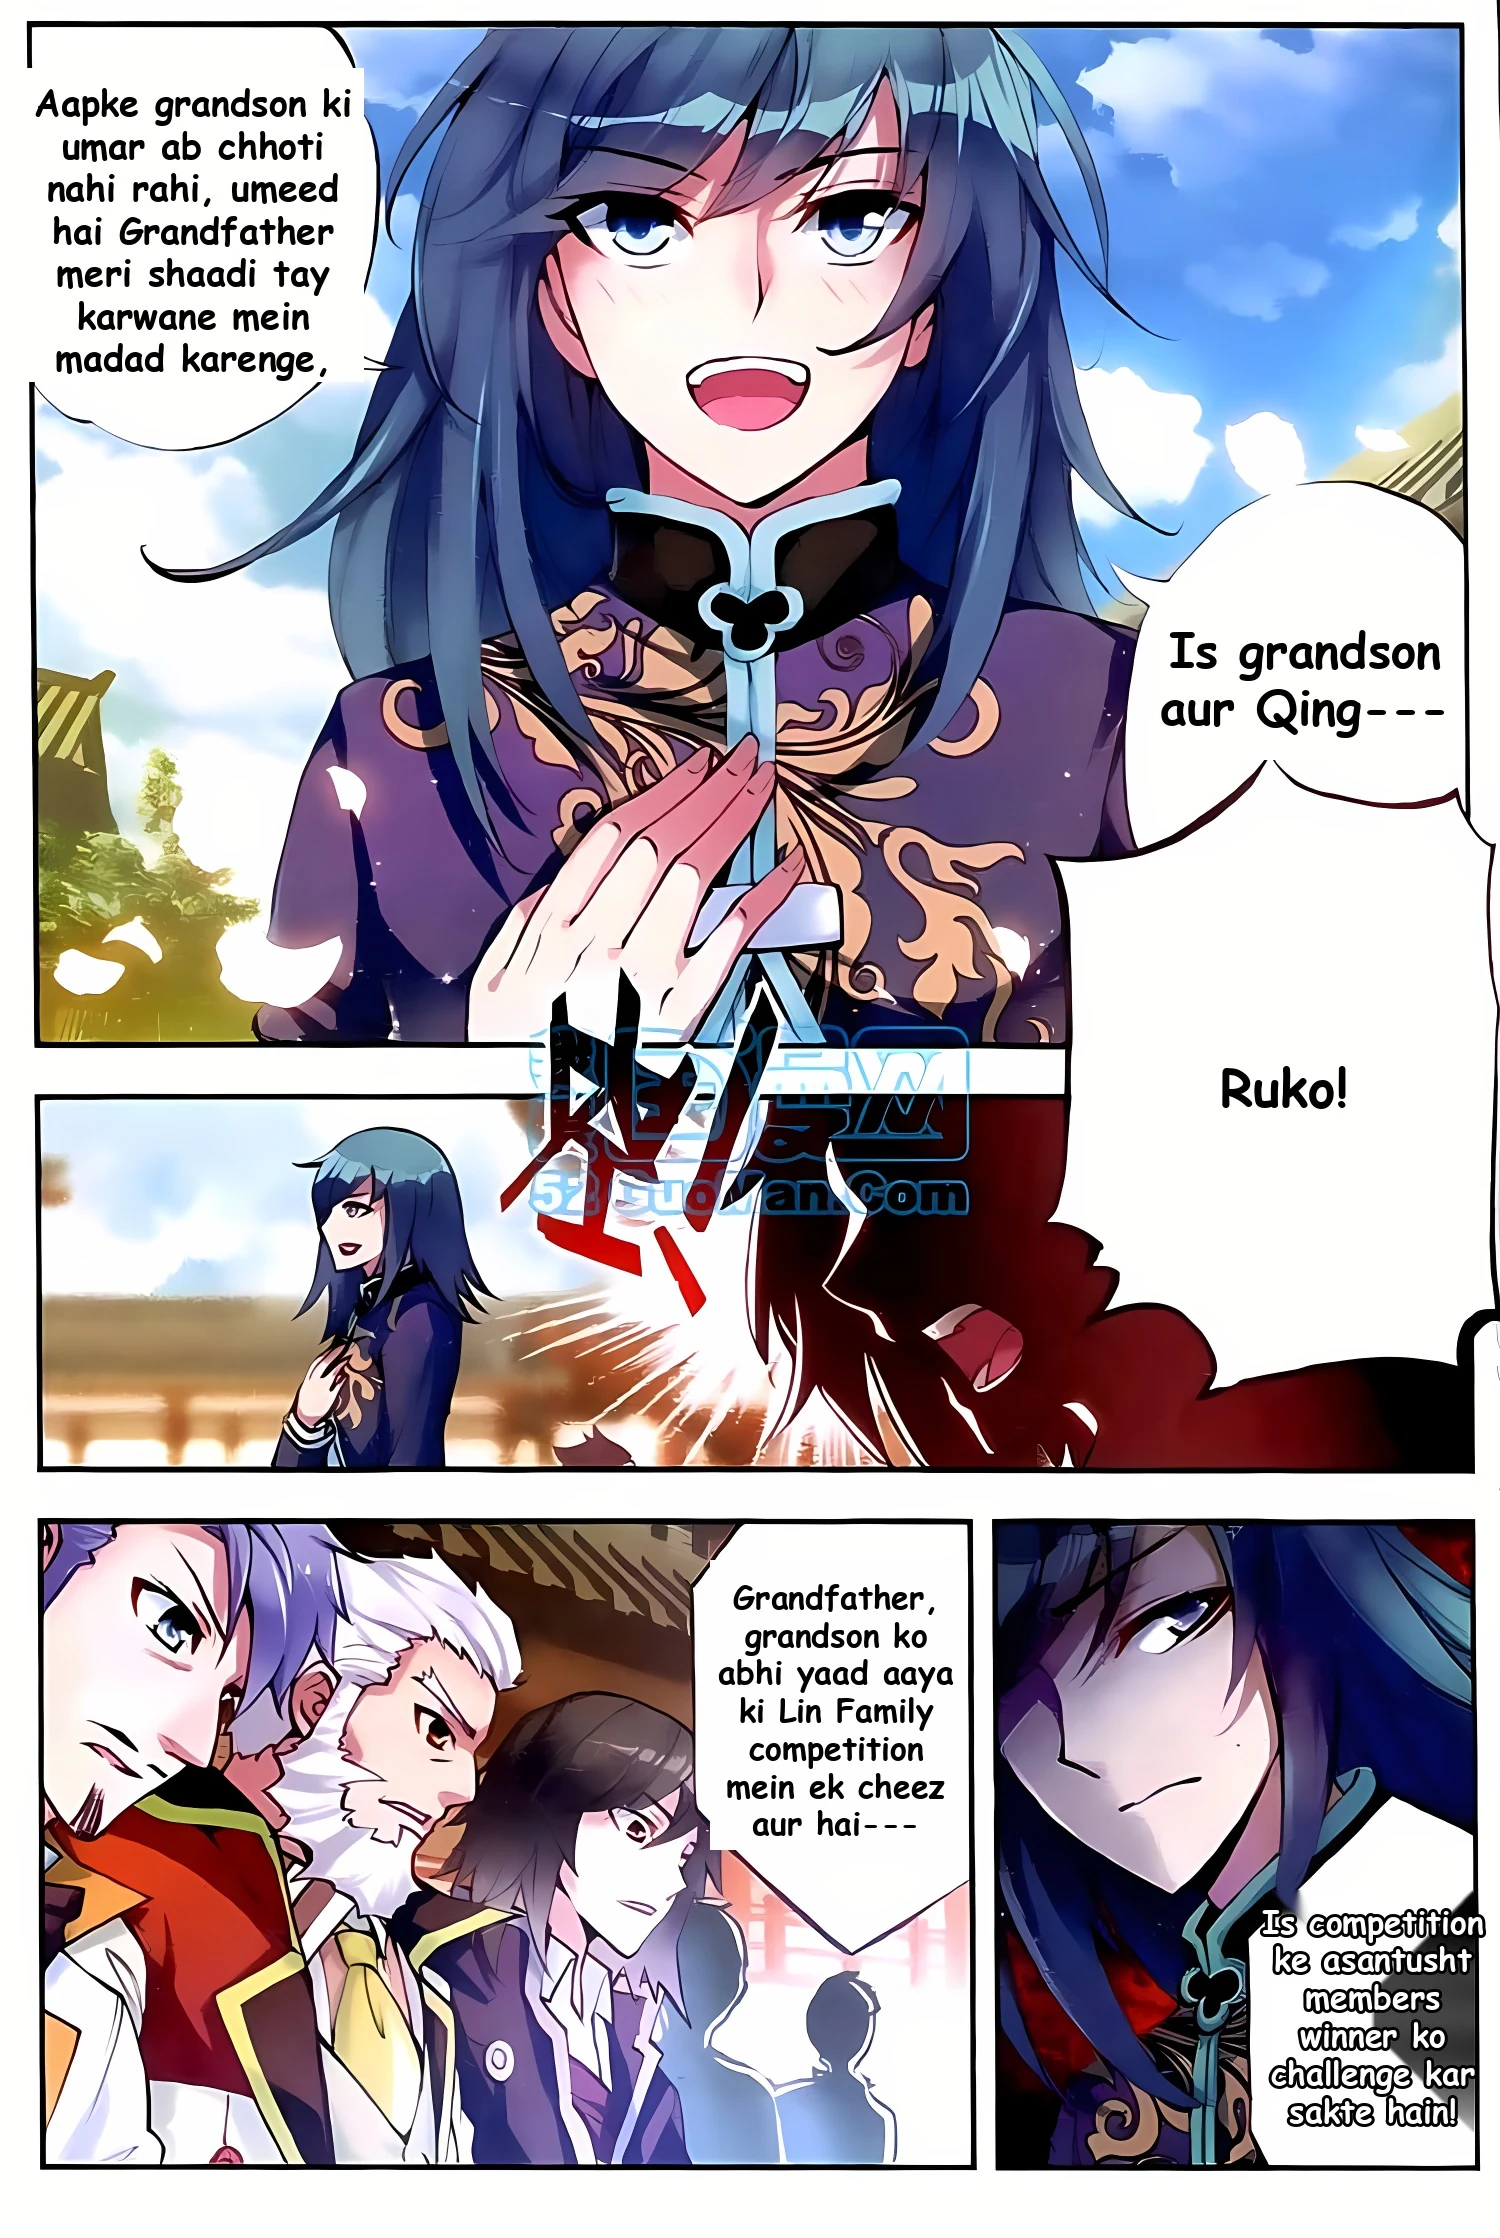 Aapke grandson ki
umar ab chhoti
nahi rahi, umeed
hai Grandfather
meri shaadi tay
karwane mein
madad karenge,
Is grandson
aur Qing---
Ruko!
52GuoMan.Com
Grandfather,
grandson ko
abhi yaad aaya
ki Lin Family
competition
mein ek cheez
aur hai---
Is competition
ke asantusht
members
winner ko
challenge kar
sakte hain!